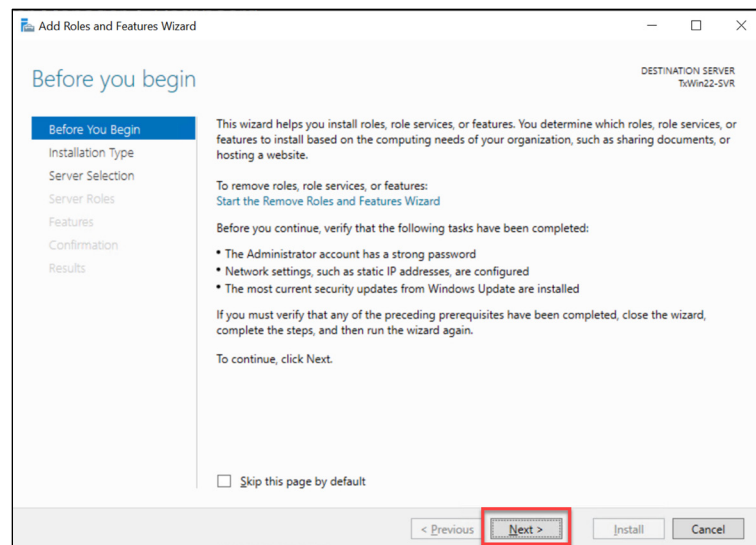 Add Roles and Features Wizard
Before you begin
DESTINATION SERVER
TxWin22-SVR
Before You Begin
Installation Type
Server Selection
Server Roles
Features
Confirmation
Results
This wizard helps you install roles, role services, or features. You determine which roles, role services, or
features to install based on the computing needs of your organization, such as sharing documents, or
hosting a website.
To remove roles, role services, or features:
Start the Remove Roles and Features Wizard
Before you continue, verify that the following tasks have been completed:
• The Administrator account has a strong password
• Network settings, such as static IP addresses, are configured
• The most current security updates from Windows Update are installed
If you must verify that any of the preceding prerequisites have been completed, close the wizard,
complete the steps, and then run the wizard again.
To continue, click Next.
Skip this page by default
< Previous Next > Install Cancel